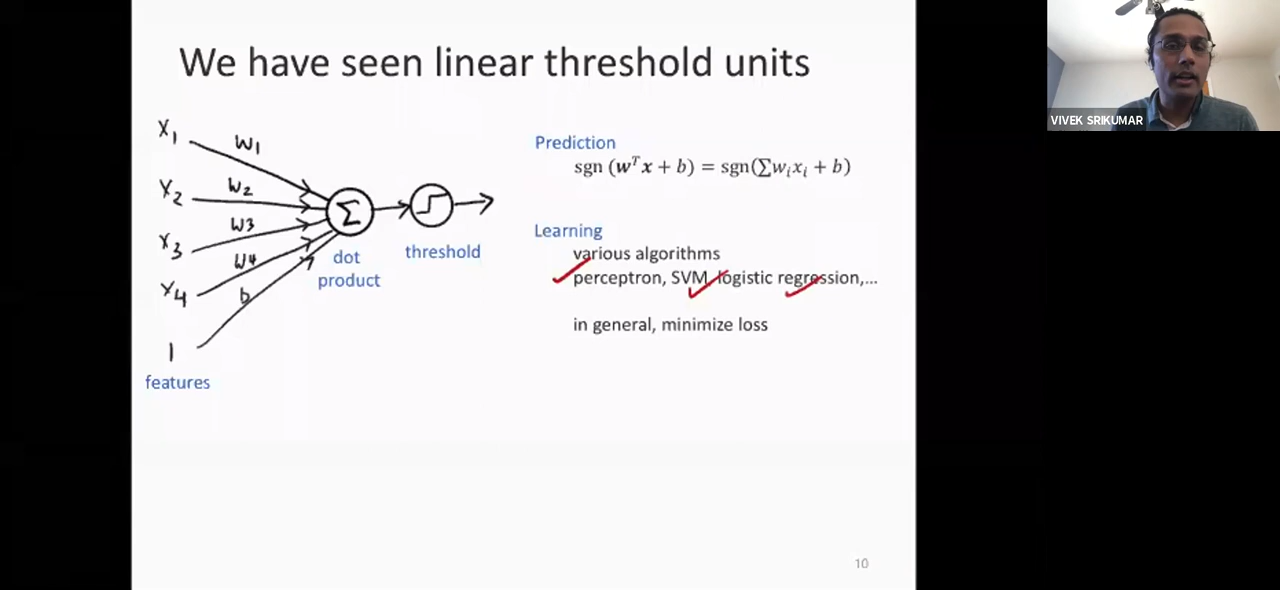 We have seen linear threshold units
VIVEK SRIKUMAR
X1
W1
X2
W2
X3
W3
X4
W4
b
1
features
Σ
dot
product
threshold
Prediction
sgn (wᵀx + b) = sgn(∑wᵢxᵢ + b)
Learning
various algorithms
perceptron, SVM, logistic regression,...
in general, minimize loss
10